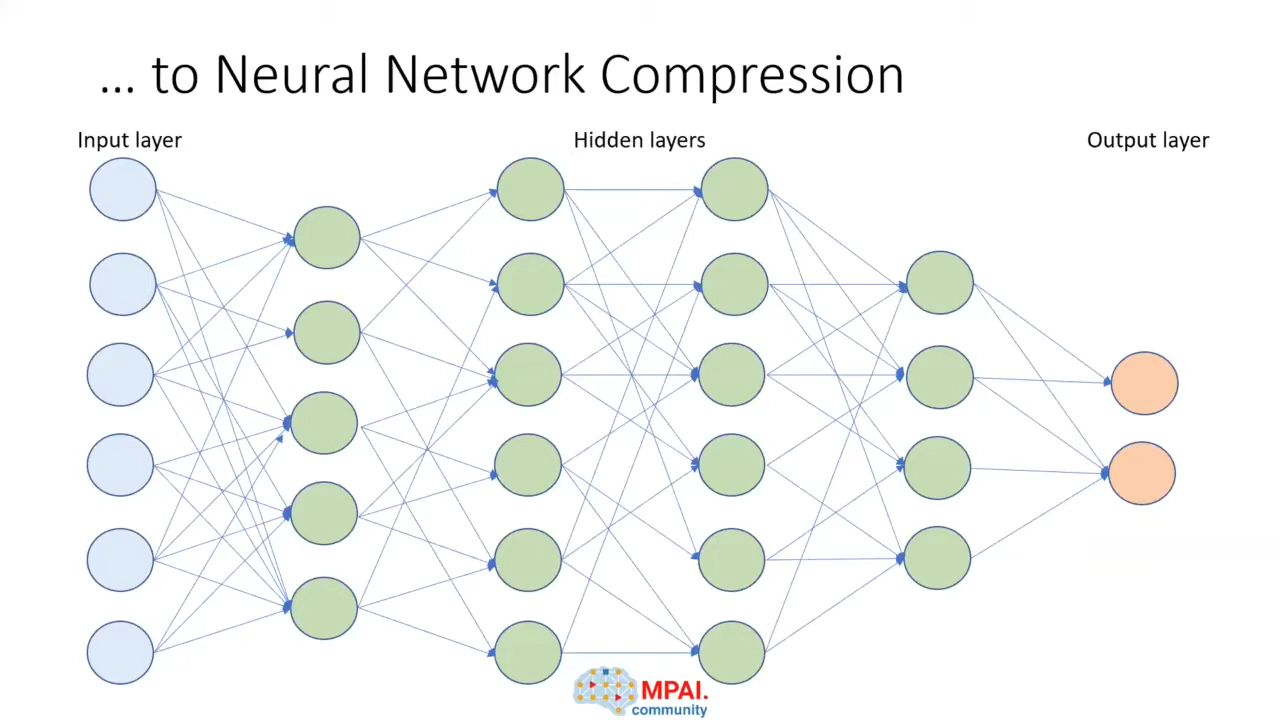 ... to Neural Network Compression
Input layer
Hidden layers
Output layer
MPAI.
community